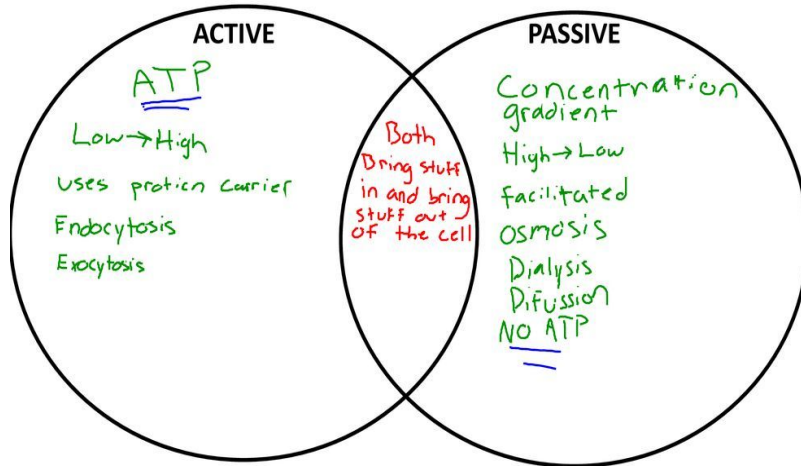 ACTIVE
ATP
Low → High
uses protien carrier
Endocytosis
Exocytosis
Both
Bring stuff
in and bring
stuff out
of the cell
PASSIVE
Concentration
gradient
High → Low
facilitated
osmosis
Dialysis
Difussion
NO ATP